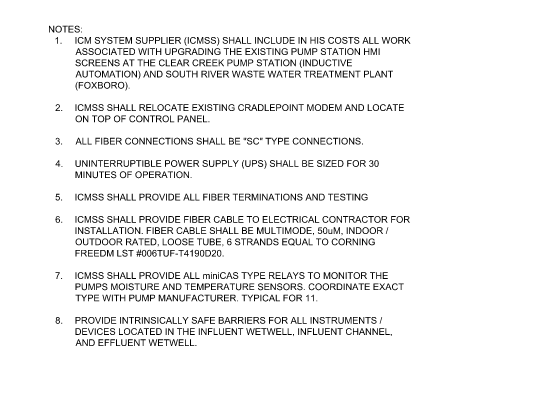 NOTES:
1. ICM SYSTEM SUPPLIER (ICMSS) SHALL INCLUDE IN HIS COSTS ALL WORK
ASSOCIATED WITH UPGRADING THE EXISTING PUMP STATION HMI
SCREENS AT THE CLEAR CREEK PUMP STATION (INDUCTIVE
AUTOMATION) AND SOUTH RIVER WASTE WATER TREATMENT PLANT
(FOXBORO).
2. ICMSS SHALL RELOCATE EXISTING CRADLEPOINT MODEM AND LOCATE
ON TOP OF CONTROL PANEL.
3. ALL FIBER CONNECTIONS SHALL BE "SC" TYPE CONNECTIONS.
4. UNINTERRUPTIBLE POWER SUPPLY (UPS) SHALL BE SIZED FOR 30
MINUTES OF OPERATION.
5. ICMSS SHALL PROVIDE ALL FIBER TERMINATIONS AND TESTING
6. ICMSS SHALL PROVIDE FIBER CABLE TO ELECTRICAL CONTRACTOR FOR
INSTALLATION. FIBER CABLE SHALL BE MULTIMODE, 50uM, INDOOR /
OUTDOOR RATED, LOOSE TUBE, 6 STRANDS EQUAL TO CORNING
FREEDM LST #006TUF-T4190D20.
7. ICMSS SHALL PROVIDE ALL miniCAS TYPE RELAYS TO MONITOR THE
PUMPS MOISTURE AND TEMPERATURE SENSORS. COORDINATE EXACT
TYPE WITH PUMP MANUFACTURER. TYPICAL FOR 11.
8. PROVIDE INTRINSICALLY SAFE BARRIERS FOR ALL INSTRUMENTS /
DEVICES LOCATED IN THE INFLUENT WETWELL, INFLUENT CHANNEL,
AND EFFLUENT WETWELL.